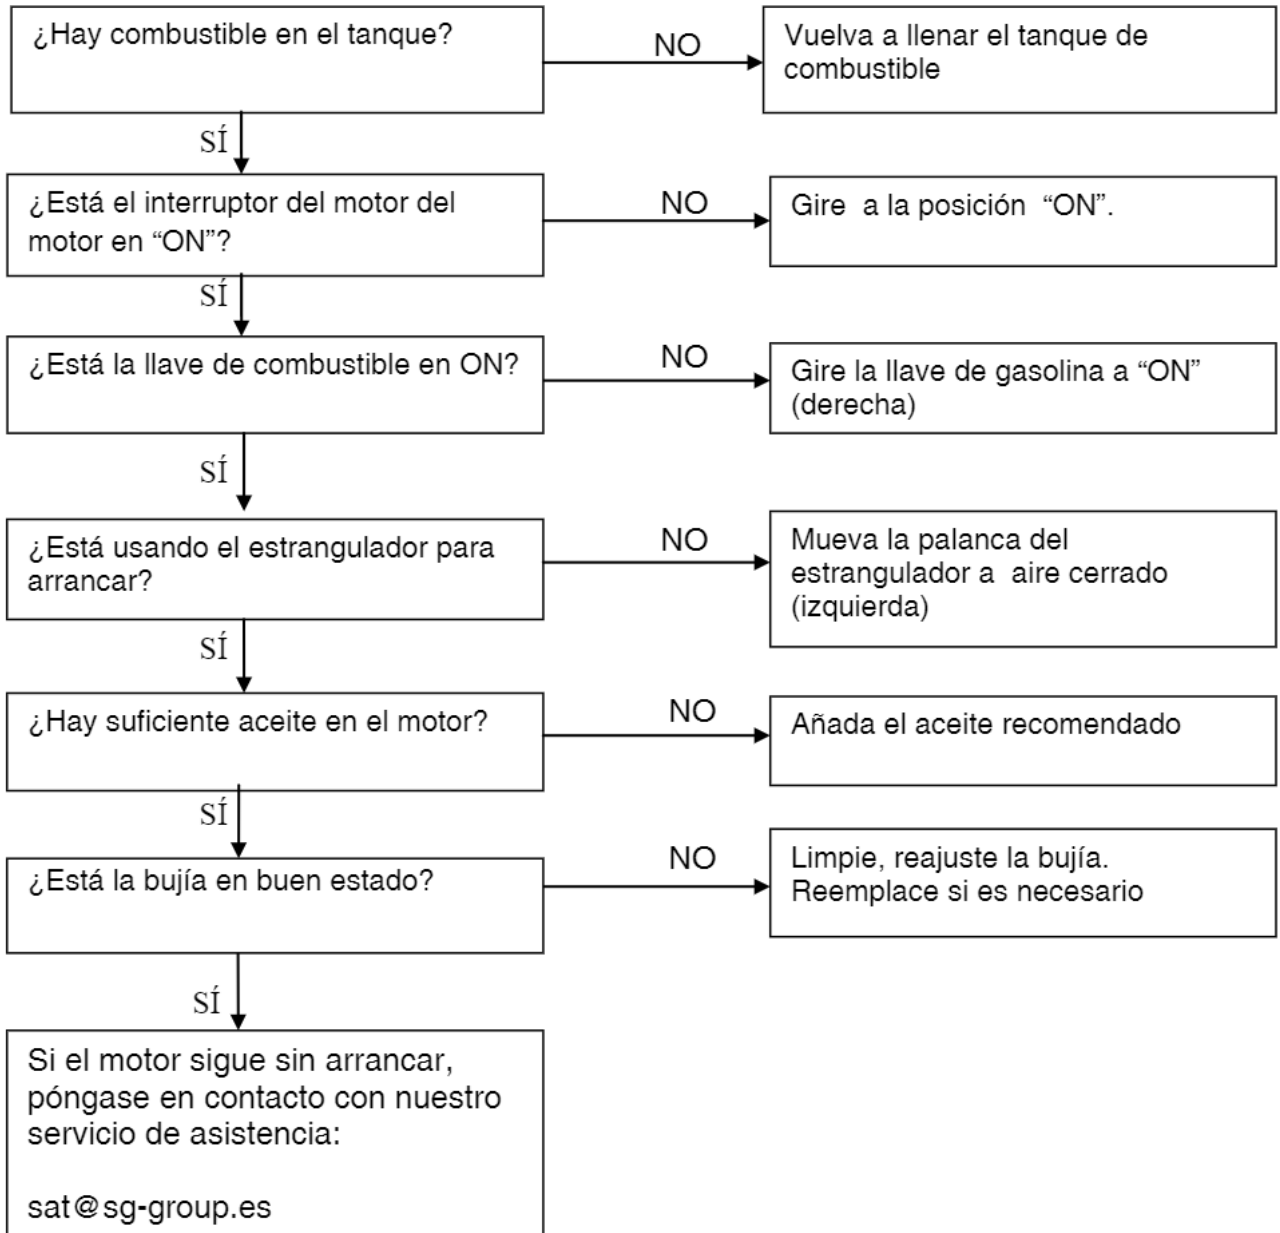 ¿Hay combustible en el tanque?
NO
Vuelva a llenar el tanque de
combustible
SÍ
¿Está el interruptor del motor del
motor en “ON”?
NO
Gire a la posición “ON”.
SÍ
¿Está la llave de combustible en ON?
NO
Gire la llave de gasolina a “ON”
(derecha)
SÍ
¿Está usando el estrangulador para
arrancar?
NO
Mueva la palanca del
estrangulador a aire cerrado
(izquierda)
SÍ
¿Hay suficiente aceite en el motor?
NO
Añada el aceite recomendado
SÍ
¿Está la bujía en buen estado?
NO
Limpie, reajuste la bujía.
Reemplace si es necesario
SÍ
Si el motor sigue sin arrancar,
póngase en contacto con nuestro
servicio de asistencia:
sat@sg-group.es